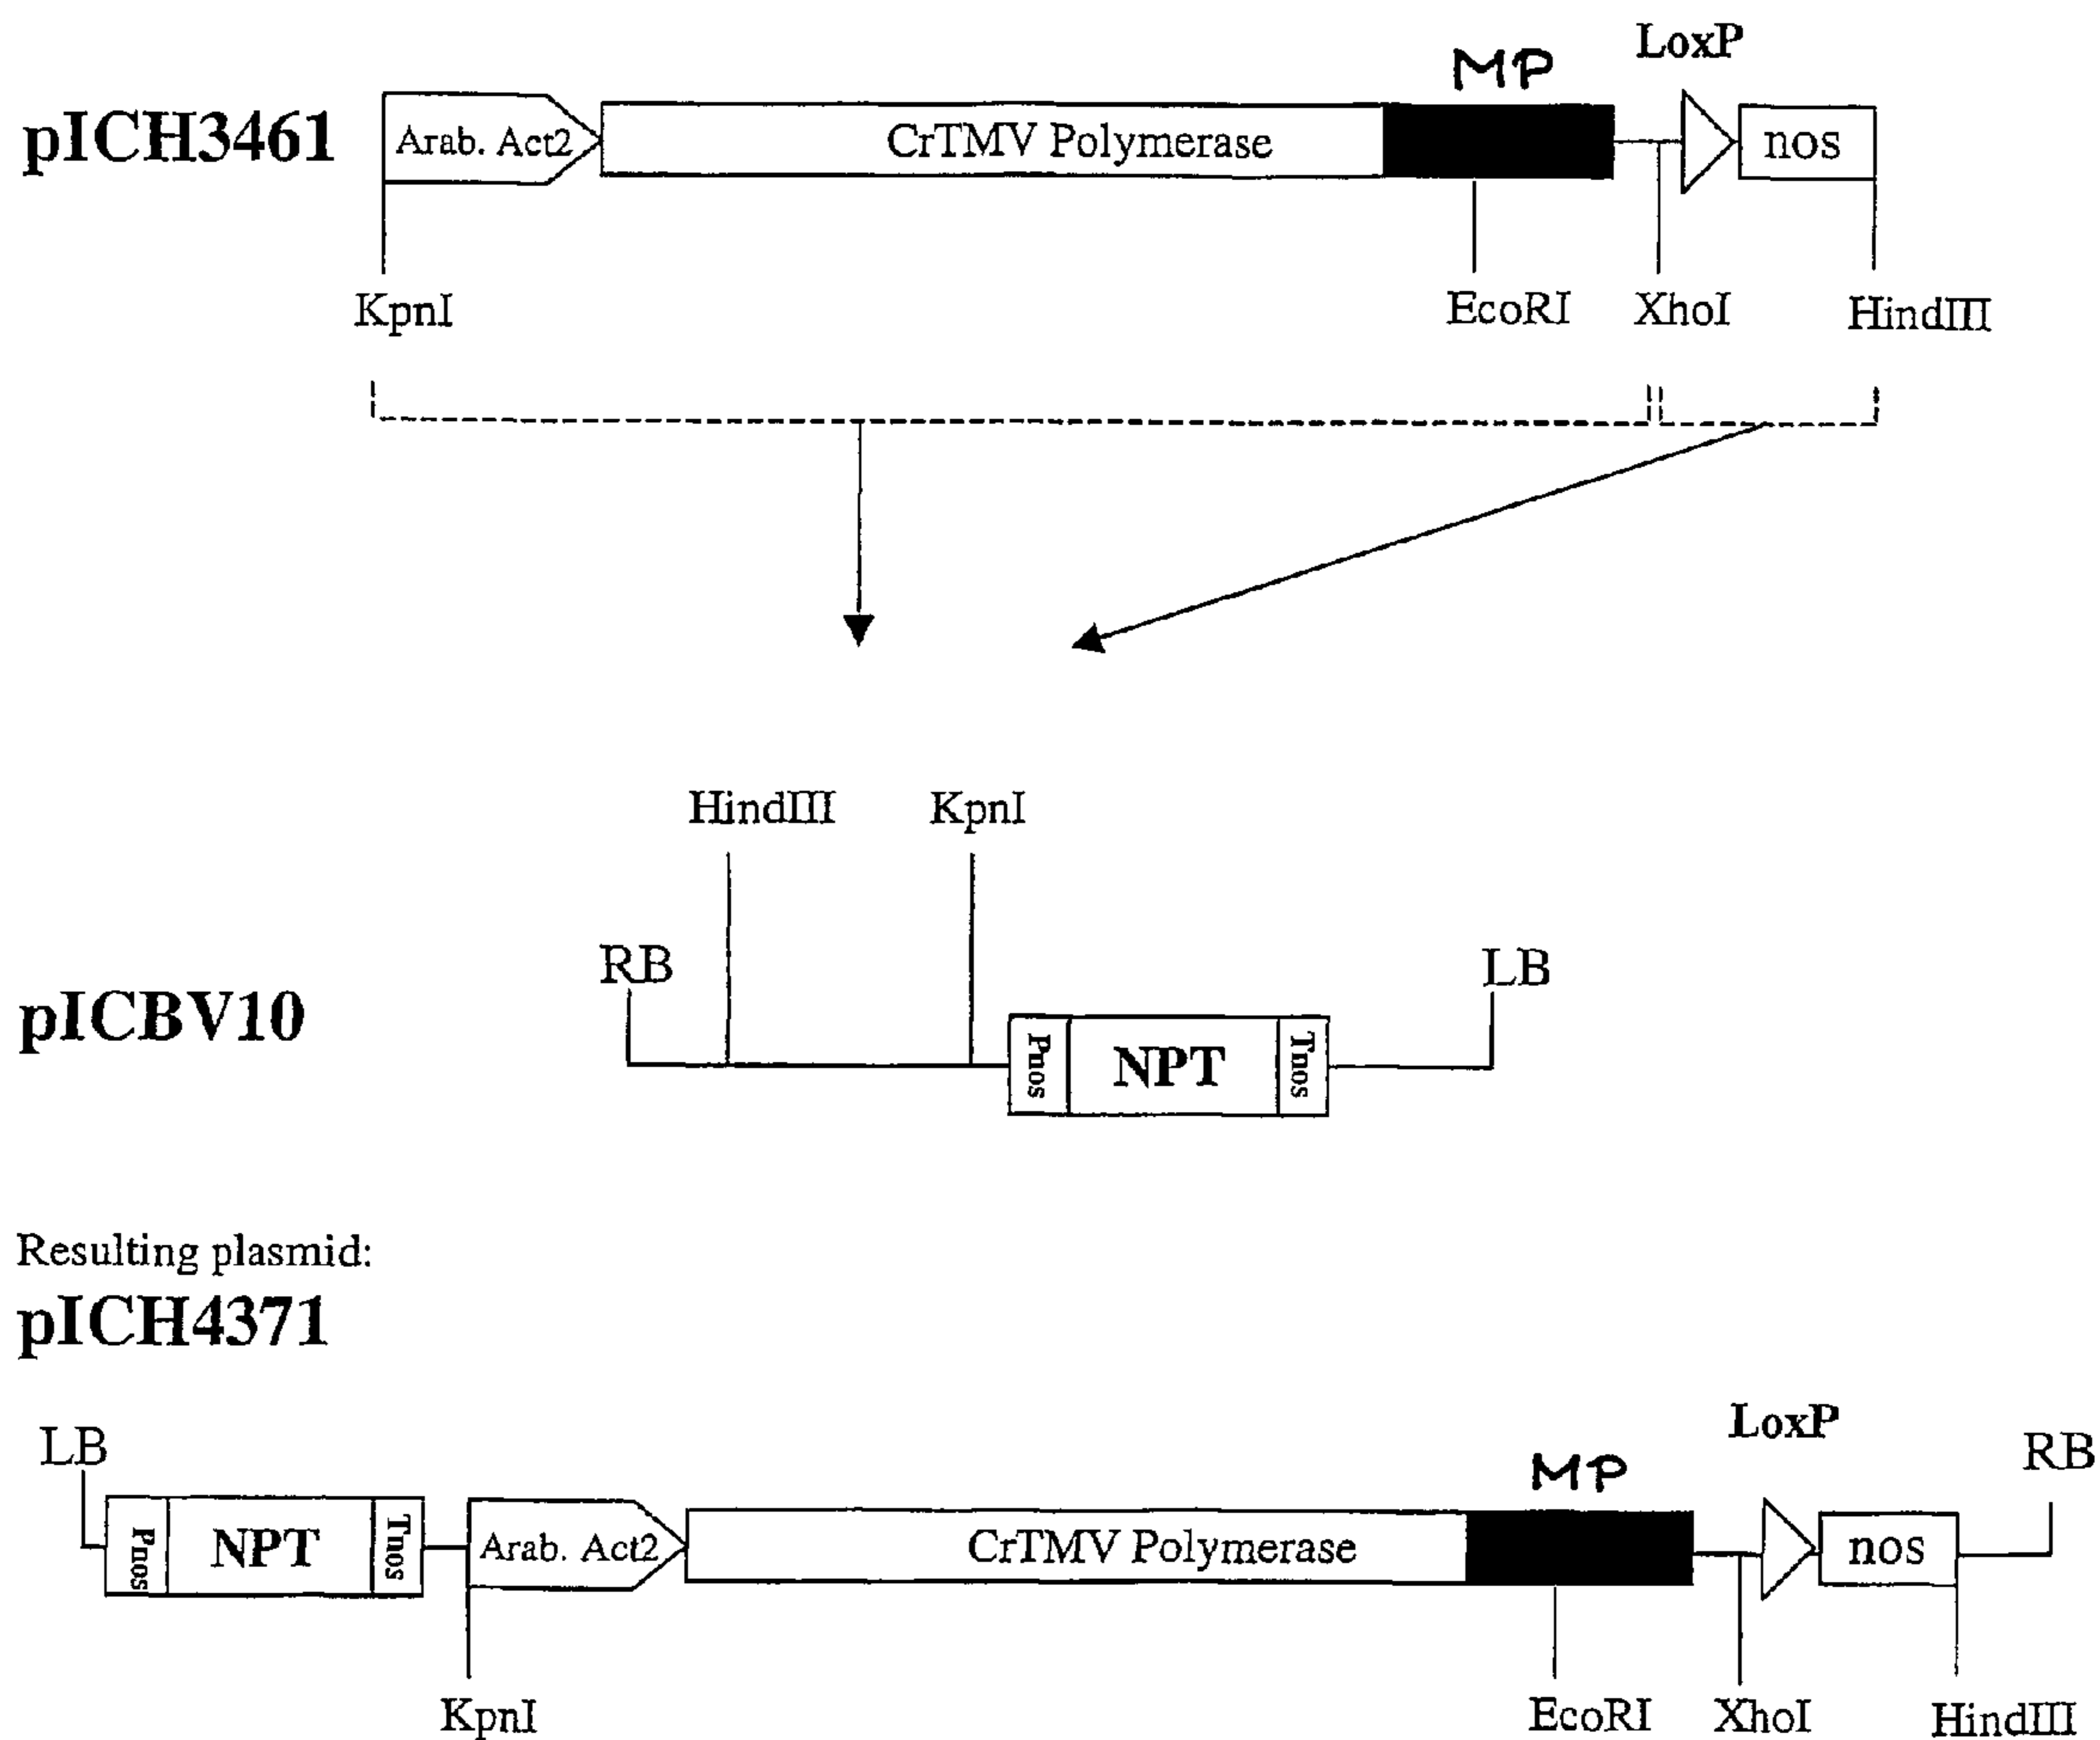 LoxP
MP
pICH3461
Arab. Act2
CrTMV Polymerase
nos
KpnI
EcoRI
XhoI
HindIII
HindIII
KpnI
RB
LB
pICBV10
Pnos
NPT
Tnos
Resulting plasmid:
pICH4371
LoxP
LB
MP
RB
Pnos
NPT
Tnos
Arab. Act2
CrTMV Polymerase
nos
KpnI
EcoRI
XhoI
HindIII